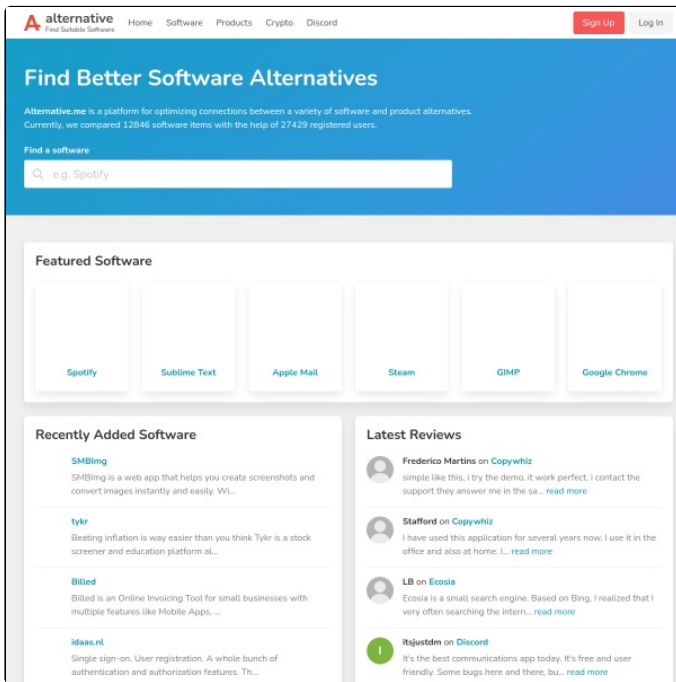 alternative
Find Suitable Software
Home
Software
Products
Crypto
Discord
Sign Up
Log In
Find Better Software Alternatives
Alternative.me is a platform for optimizing connections between a variety of software and product alternatives.
Currently, we compared 12846 software items with the help of 27429 registered users.
Find a software
e.g. Spotify
Featured Software
Spotify
Sublime Text
Apple Mail
Steam
GIMP
Google Chrome
Recently Added Software
SMBImg
SMBImg is a web app that helps you create screenshots and
convert images instantly and easily. Wi...
tykr
Beating inflation is way easier than you think Tykr is a stock
screener and education platform al...
Billed
Billed is an Online Invoicing Tool for small businesses with
multiple features like Mobile Apps, ...
idaas.nl
Single sign-on. User registration. A whole bunch of
authentication and authorization features. Th...
Latest Reviews
Frederico Martins on Copywhiz
simple like this, i try the demo, it work perfect, i contact the
support they answer me in the sa... read more
Stafford on Copywhiz
I have used this application for several years now. I use it in the
office and also at home. I... read more
LB on Ecosia
Ecosia is a small search engine. Based on Bing, I realized that I
very often searching the intern... read more
I
itsjustdm on Discord
It's the best communications app today. It's free and user
friendly. Some bugs here and there, bu... read more